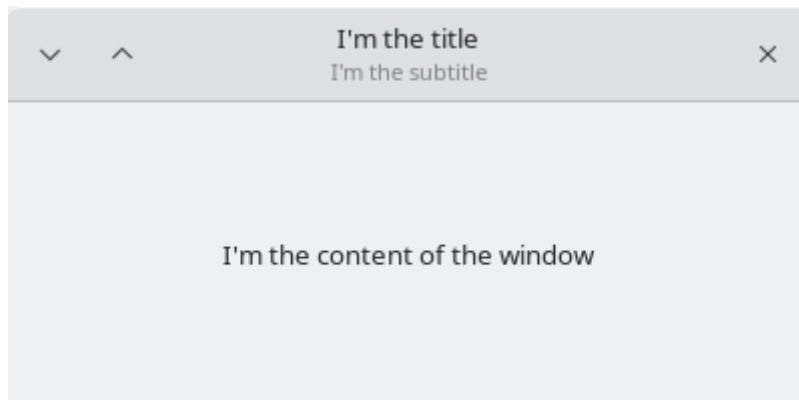 I'm the title
I'm the subtitle
I'm the content of the window